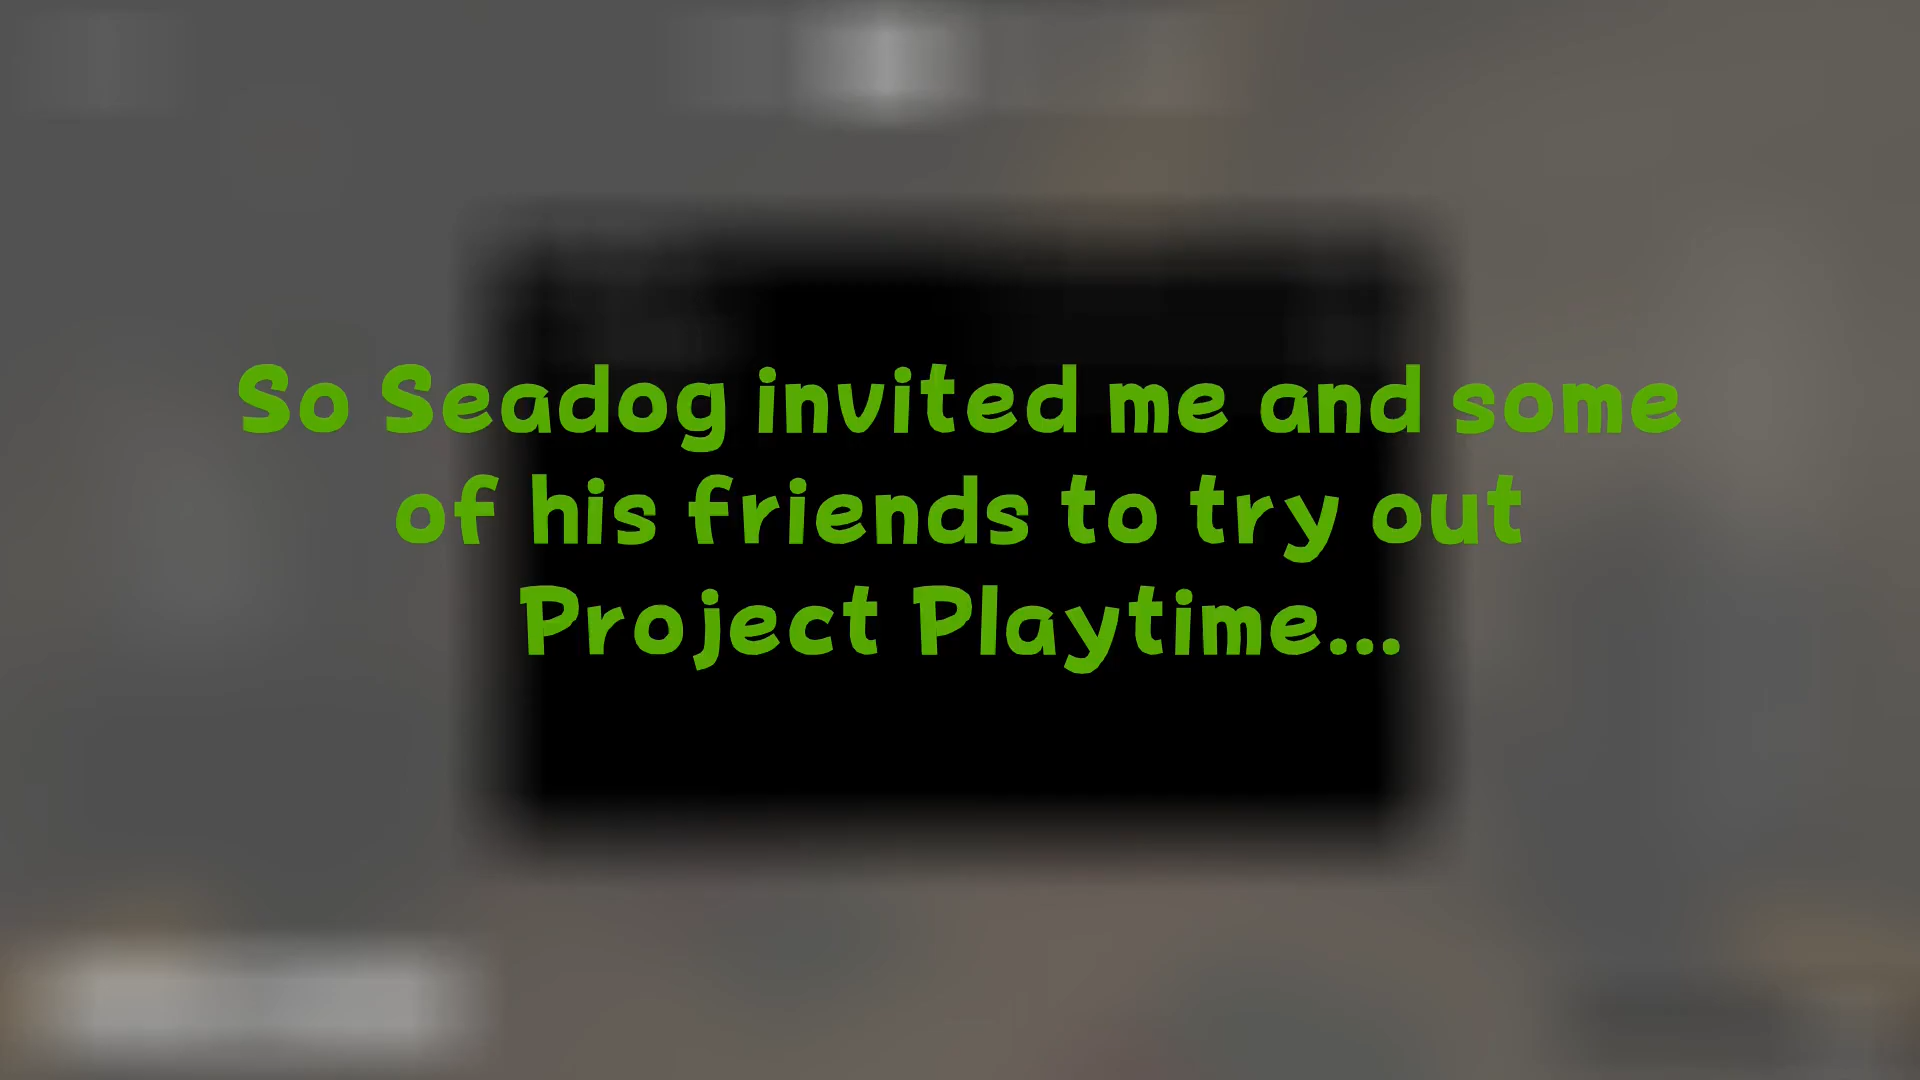 So Seadog invited me and some
of his friends to try out
Project Playtime...